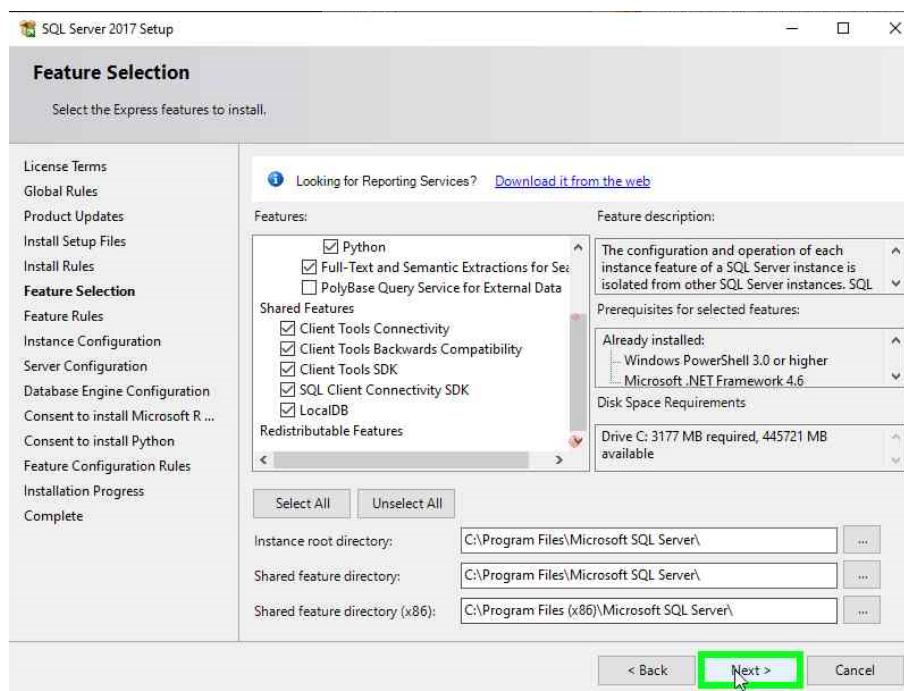 SQL Server 2017 Setup
Feature Selection
Select the Express features to install.
License Terms
Global Rules
Product Updates
Install Setup Files
Install Rules
Feature Selection
Feature Rules
Instance Configuration
Server Configuration
Database Engine Configuration
Consent to install Microsoft R ...
Consent to install Python
Feature Configuration Rules
Installation Progress
Complete
Looking for Reporting Services? Download it from the web
Features:
Python
Full-Text and Semantic Extractions for Sea
PolyBase Query Service for External Data
Shared Features
Client Tools Connectivity
Client Tools Backwards Compatibility
Client Tools SDK
SQL Client Connectivity SDK
LocalDB
Redistributable Features
Feature description:
The configuration and operation of each
instance feature of a SQL Server instance is
isolated from other SQL Server instances. SQL
Prerequisites for selected features:
Already installed:
Windows PowerShell 3.0 or higher
Microsoft .NET Framework 4.6
Disk Space Requirements
Drive C: 3177 MB required, 445721 MB
available
Select All
Unselect All
Instance root directory: C:\Program Files\Microsoft SQL Server\ ...
Shared feature directory: C:\Program Files\Microsoft SQL Server\ ...
Shared feature directory (x86): C:\Program Files (x86)\Microsoft SQL Server\ ...
< Back
Next >
Cancel